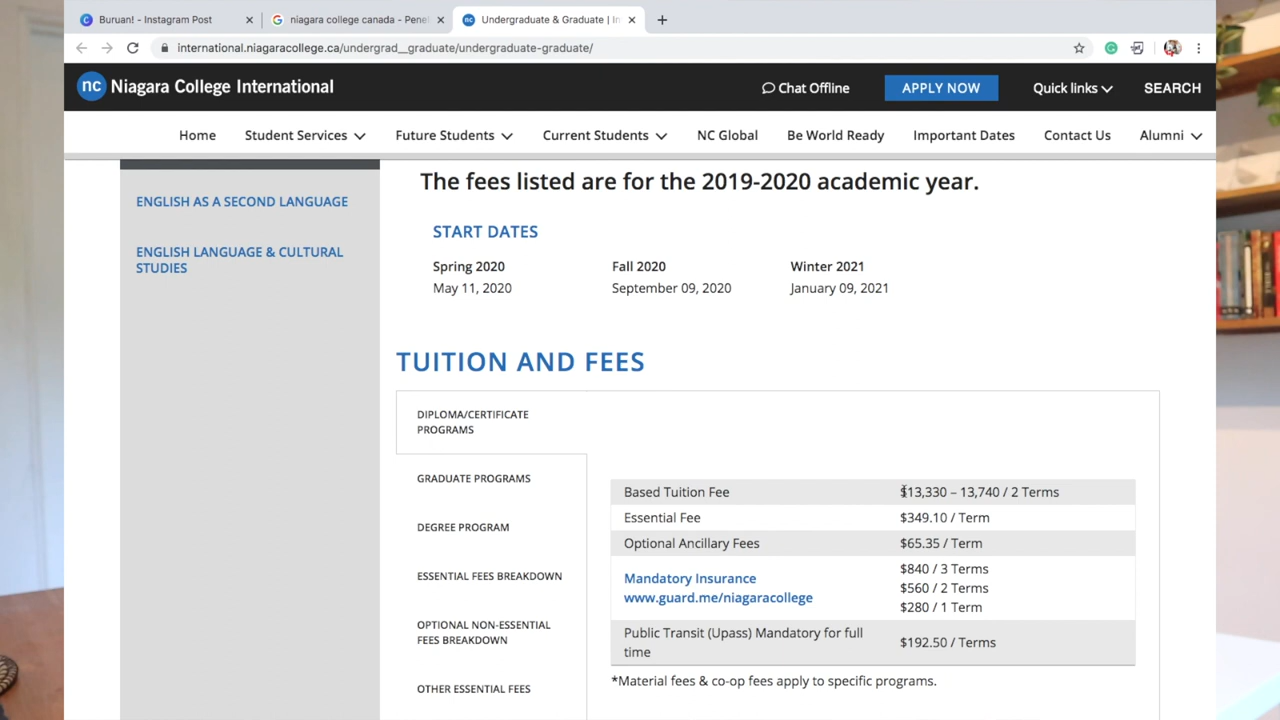 Buruan! - Instagram Post
niagara college canada - Penel
Undergraduate & Graduate | In
international.niagaracollege.ca/undergrad__graduate/undergraduate-graduate/
nc Niagara College International
Chat Offline
APPLY NOW
Quick links
SEARCH
Home
Student Services
Future Students
Current Students
NC Global
Be World Ready
Important Dates
Contact Us
Alumni
ENGLISH AS A SECOND LANGUAGE
ENGLISH LANGUAGE & CULTURAL
STUDIES
The fees listed are for the 2019-2020 academic year.
START DATES
Spring 2020 Fall 2020 Winter 2021
May 11, 2020 September 09, 2020 January 09, 2021
TUITION AND FEES
DIPLOMA/CERTIFICATE
PROGRAMS
GRADUATE PROGRAMS
DEGREE PROGRAM
ESSENTIAL FEES BREAKDOWN
OPTIONAL NON-ESSENTIAL
FEES BREAKDOWN
OTHER ESSENTIAL FEES
Based Tuition Fee $13,330 – 13,740 / 2 Terms
Essential Fee $349.10 / Term
Optional Ancillary Fees $65.35 / Term
Mandatory Insurance
www.guard.me/niagaracollege
$840 / 3 Terms
$560 / 2 Terms
$280 / 1 Term
Public Transit (Upass) Mandatory for full
time
$192.50 / Terms
*Material fees & co-op fees apply to specific programs.